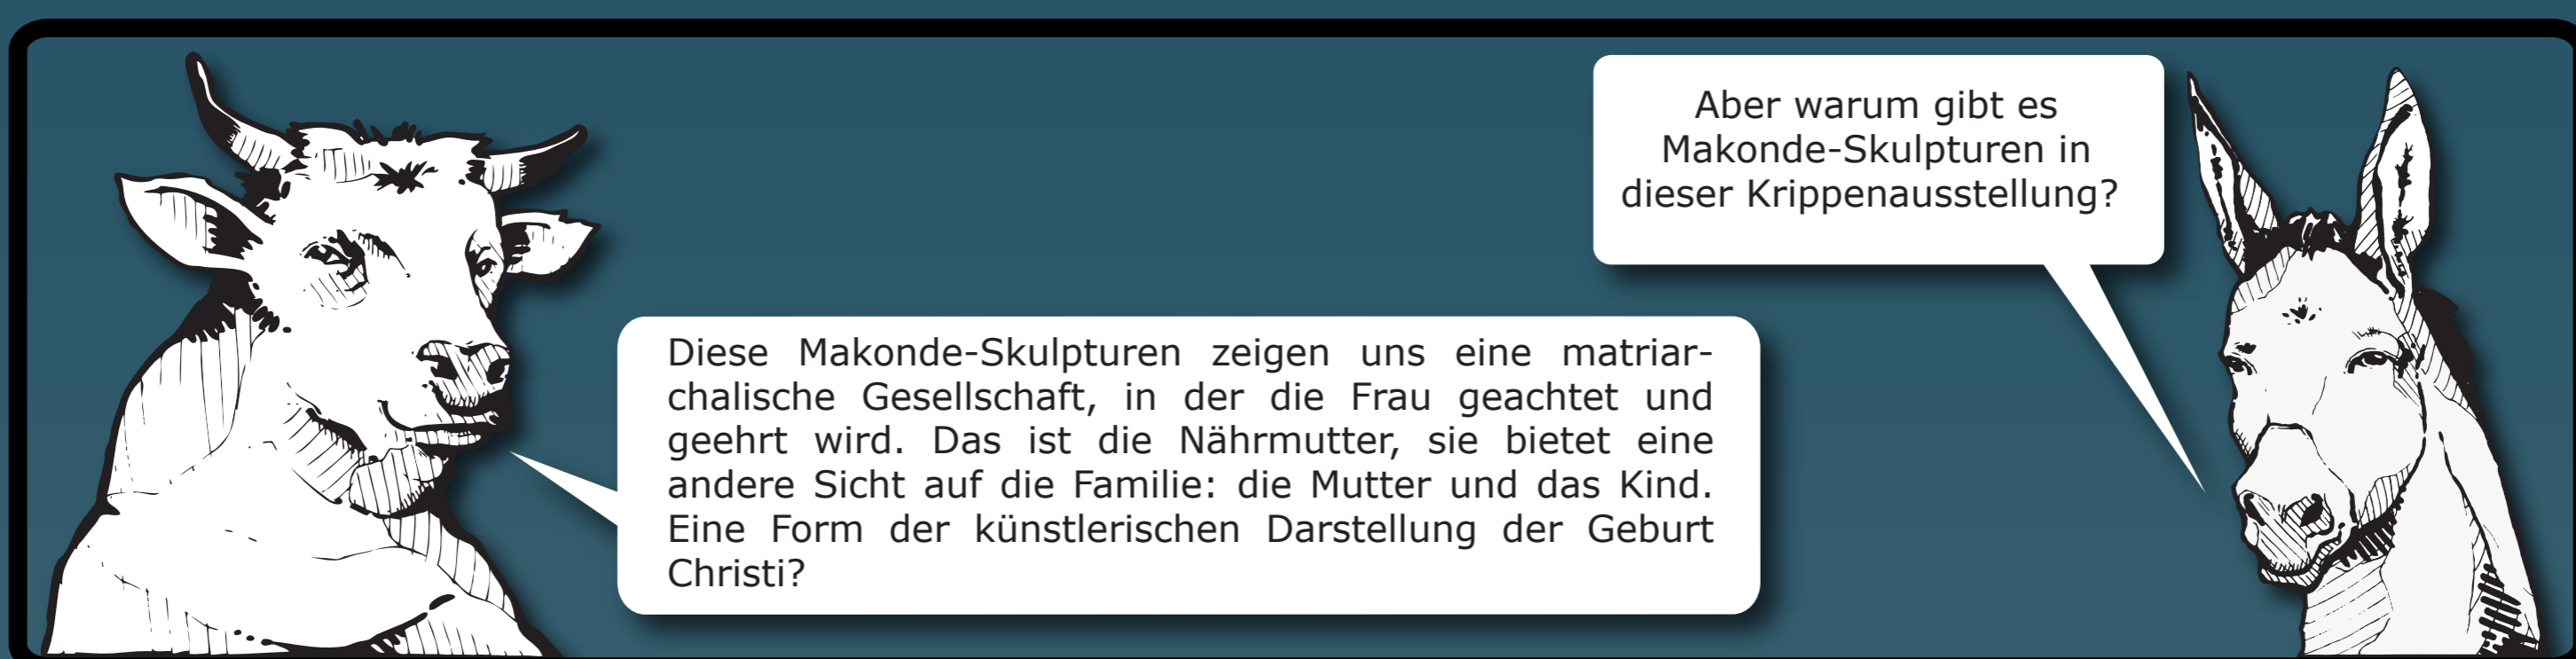 Aber warum gibt es
Makonde-Skulpturen in
dieser Krippenausstellung?
Diese Makonde-Skulpturen zeigen uns eine matriar-
chalische Gesellschaft, in der die Frau geachtet und
geehrt wird. Das ist die Nährmutter, sie bietet eine
andere Sicht auf die Familie: die Mutter und das Kind.
Eine Form der künstlerischen Darstellung der Geburt
Christi?